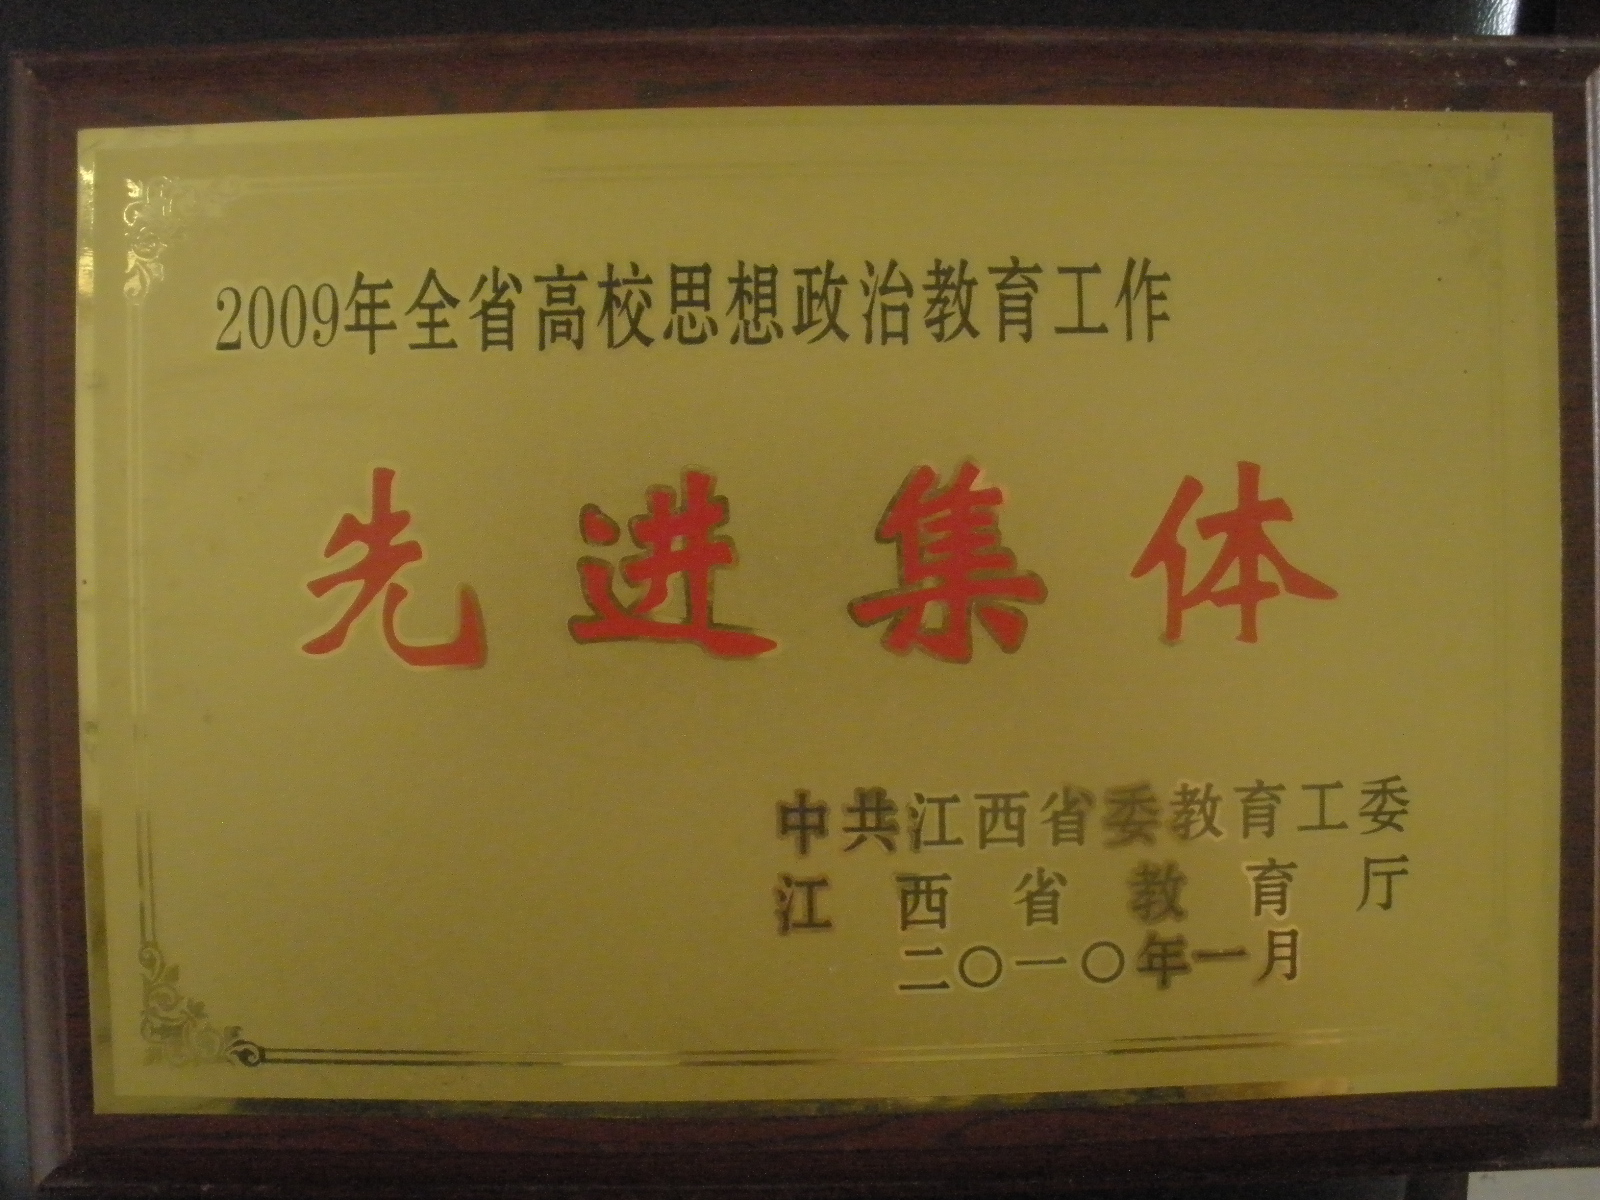 2009年全省高校思想政治教育工作
先进集体
中共江西省委教育工委
江西省教育厅
二〇一〇年一月